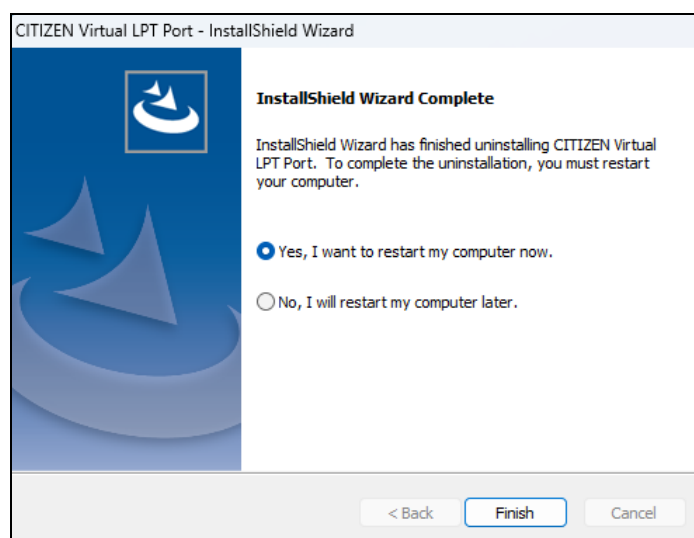 CITIZEN Virtual LPT Port - InstallShield Wizard
InstallShield Wizard Complete
InstallShield Wizard has finished uninstalling CITIZEN Virtual
LPT Port. To complete the uninstallation, you must restart
your computer.
Yes, I want to restart my computer now.
No, I will restart my computer later.
< Back Finish Cancel